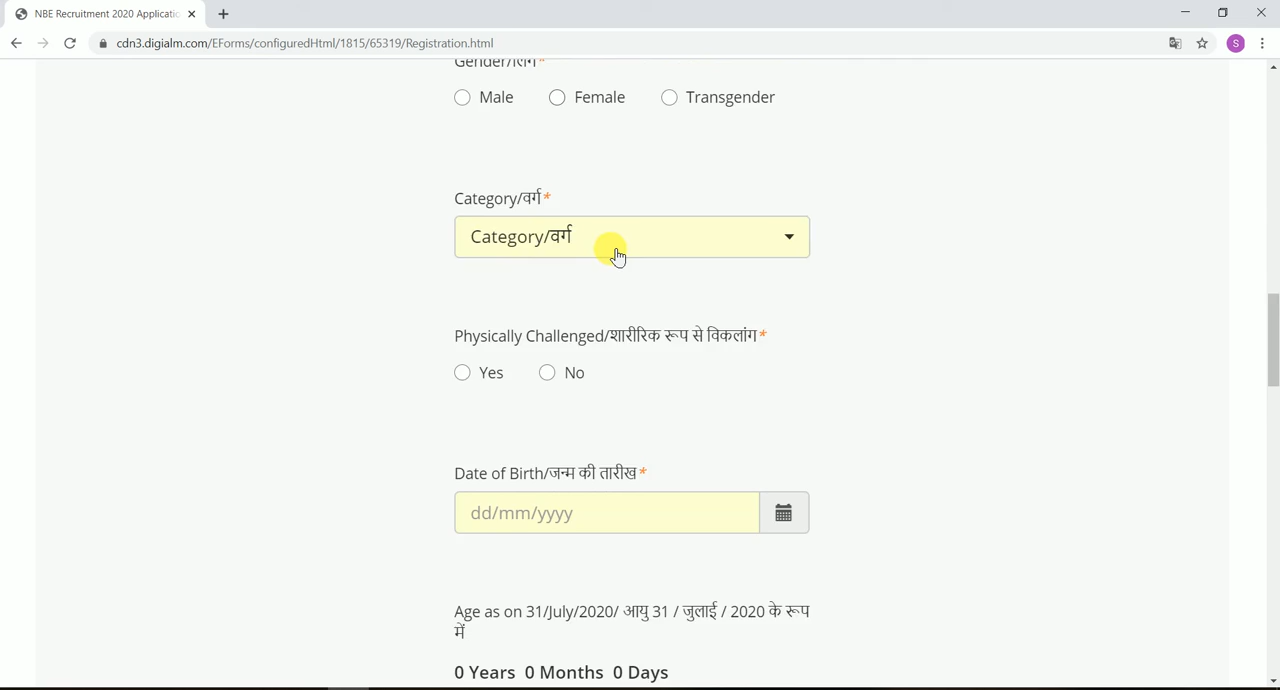 NBE Recruitment 2020 Applicatio
cdn3.digialm.com/EForms/configuredHtml/1815/65319/Registration.html
S
Gender/लिंग*
Male Female Transgender
Category/वर्ग*
Category/वर्ग
Physically Challenged/शारीरिक रूप से विकलांग*
Yes No
Date of Birth/जन्म की तारीख*
dd/mm/yyyy
Age as on 31/July/2020/ आयु 31 / जुलाई / 2020 के रूप
में
0 Years 0 Months 0 Days